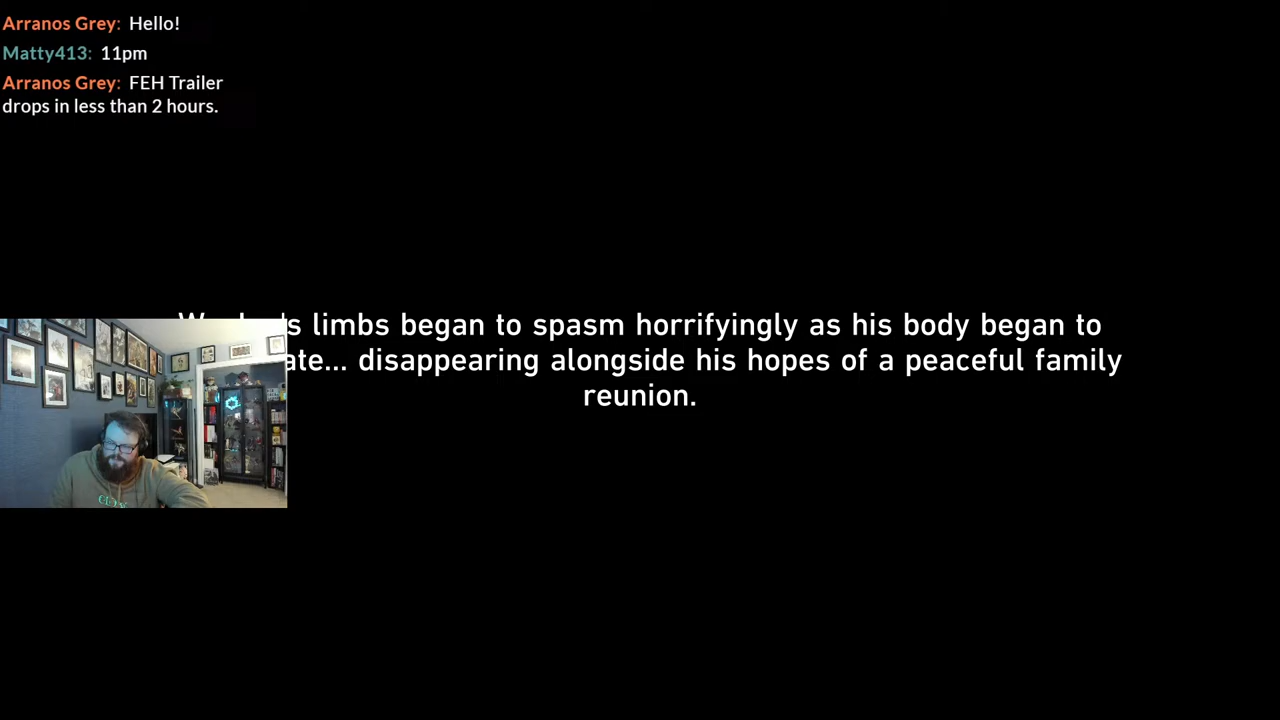 Arranos Grey: Hello!
Matty413: 11pm
Arranos Grey: FEH Trailer
drops in less than 2 hours.
limbs began to spasm horrifyingly as his body began to
disappearing alongside his hopes of a peaceful family
reunion.